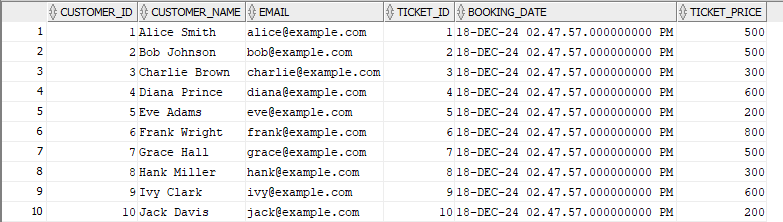 CUSTOMER_ID CUSTOMER_NAME EMAIL TICKET_ID BOOKING_DATE TICKET_PRICE
1 1 Alice Smith alice@example.com 1 18-DEC-24 02.47.57.000000000 PM 500
2 2 Bob Johnson bob@example.com 2 18-DEC-24 02.47.57.000000000 PM 500
3 3 Charlie Brown charlie@example.com 3 18-DEC-24 02.47.57.000000000 PM 300
4 4 Diana Prince diana@example.com 4 18-DEC-24 02.47.57.000000000 PM 600
5 5 Eve Adams eve@example.com 5 18-DEC-24 02.47.57.000000000 PM 200
6 6 Frank Wright frank@example.com 6 18-DEC-24 02.47.57.000000000 PM 800
7 7 Grace Hall grace@example.com 7 18-DEC-24 02.47.57.000000000 PM 500
8 8 Hank Miller hank@example.com 8 18-DEC-24 02.47.57.000000000 PM 300
9 9 Ivy Clark ivy@example.com 9 18-DEC-24 02.47.57.000000000 PM 600
10 10 Jack Davis jack@example.com 10 18-DEC-24 02.47.57.000000000 PM 200